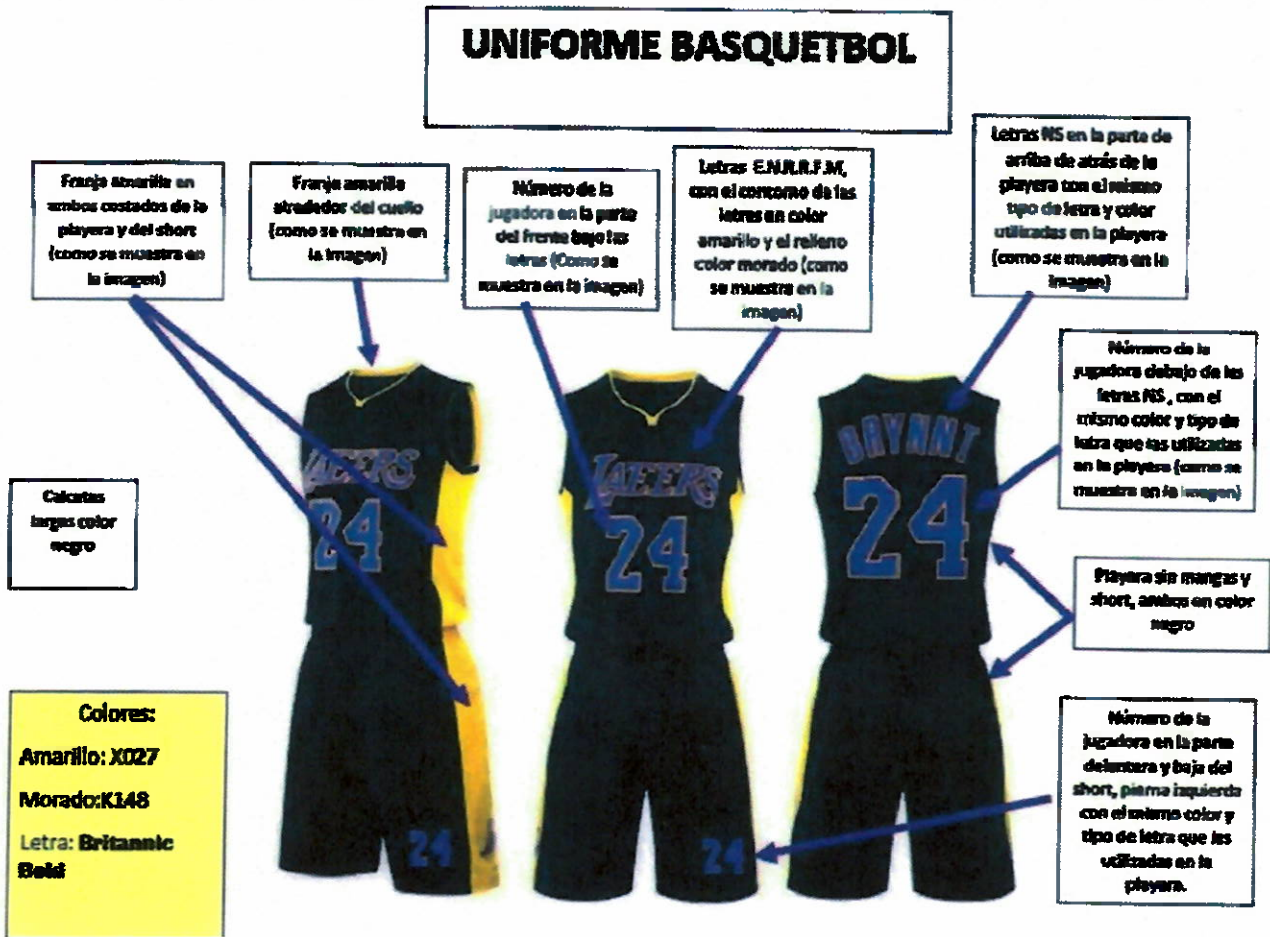 UNIFORME BASQUETBOL
Franja amarilla en
ambos costados de la
playera y del short
(como se muestra en
la imagen)
Franja amarilla
alrededor del cuello
(como se muestra en
la imagen)
Número de la
jugadora en la parte
del frente bajo las
letras (Como se
muestra en la imagen)
Letras E.N.R.R.F.M,
con el contorno de las
letras en color
amarillo y el relleno
color morado (como
se muestra en la
imagen)
Letras NS en la parte de
arriba de atrás de la
playera con el mismo
tipo de letra y color
utilizadas en la playera
(como se muestra en la
imagen)
Número de la
jugadora debajo de las
letras NS , con el
mismo color y tipo de
letra que las utilizadas
en la playera (como se
muestra en la imagen)
Calcetas
largas color
negro
LAKERS
24
LAKERS
24
BRYANT
24
Playera sin mangas y
short, ambos en color
negro
Colores:
Amarillo: X027
Morado:K148
Letra: Britannic
Bold
24
24
Número de la
jugadora en la parte
delantera y baja del
short, pierna izquierda
con el mismo color y
tipo de letra que las
utilizadas en la
playera.